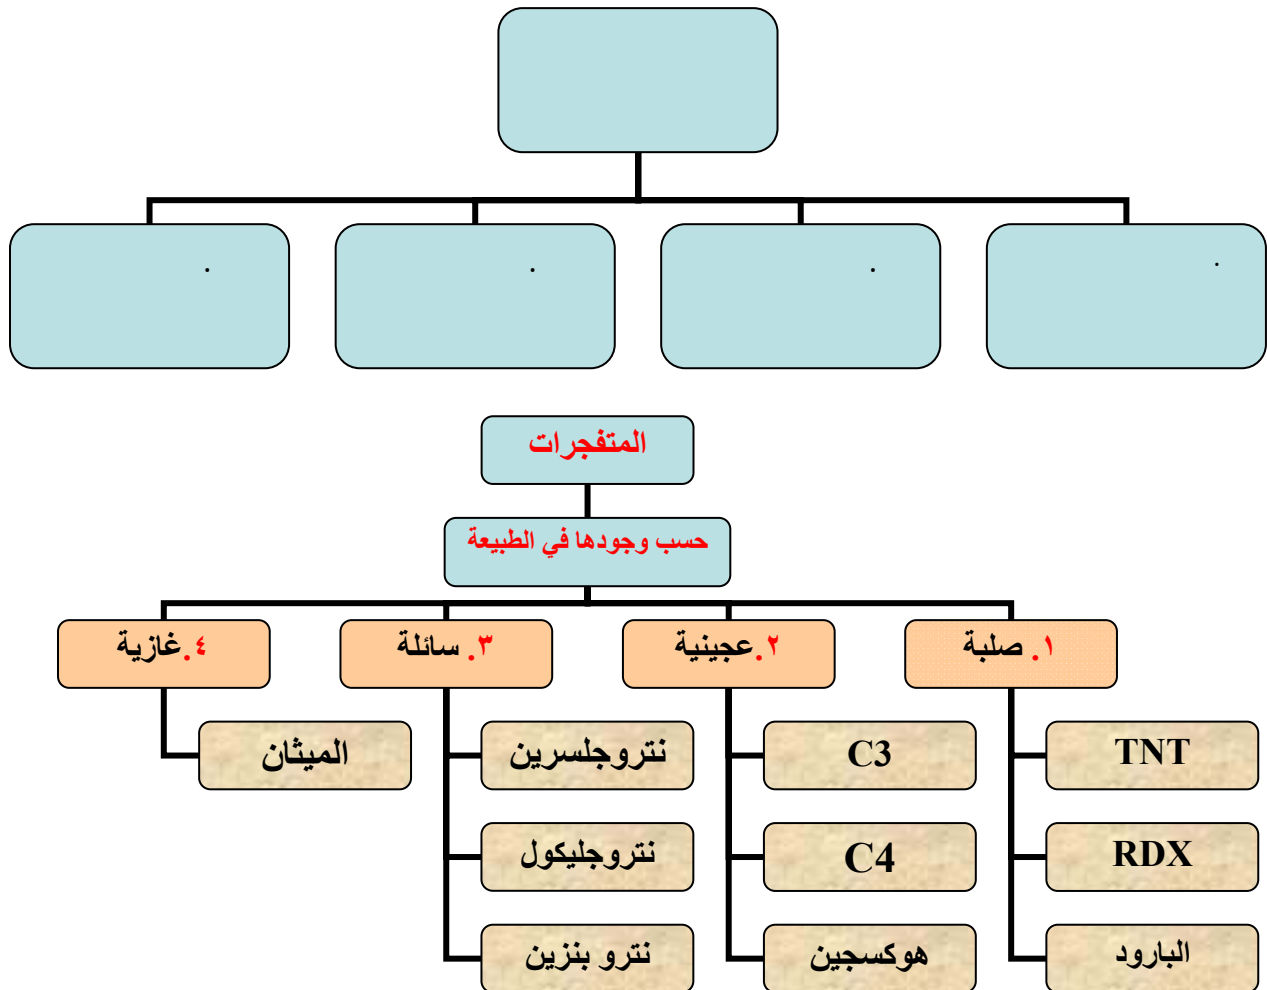 المتفجرات
حسب وجودها في الطبيعة
١. صلبة
٢.عجينية
٣. سائلة
٤.غازية
TNT
C3
نتروجلسرين
الميثان
RDX
C4
نتروجليكول
البارود
هوكسجين
نترو بنزين